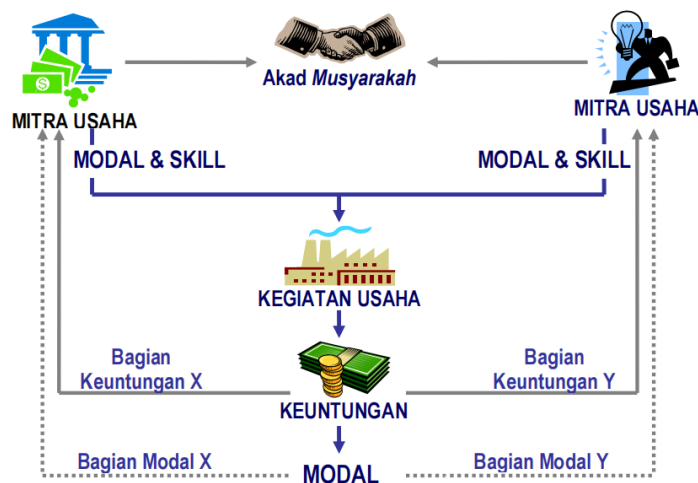 Akad Musyarakah
MITRA USAHA
MITRA USAHA
MODAL & SKILL
MODAL & SKILL
KEGIATAN USAHA
Bagian
Keuntungan X
Bagian
Keuntungan Y
KEUNTUNGAN
Bagian Modal X
MODAL
Bagian Modal Y